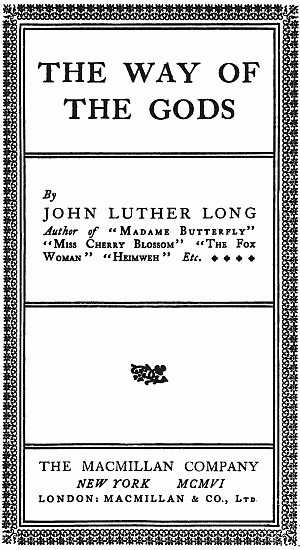 THE WAY OF
THE GODS
By
JOHN LUTHER LONG
Author of "MADAME BUTTERFLY"
"MISS CHERRY BLOSSOM" "THE FOX
WOMAN" "HEIMWEH" Etc.
THE MACMILLAN COMPANY
NEW YORK MCMVI
LONDON: MACMILLAN & CO., LTD.